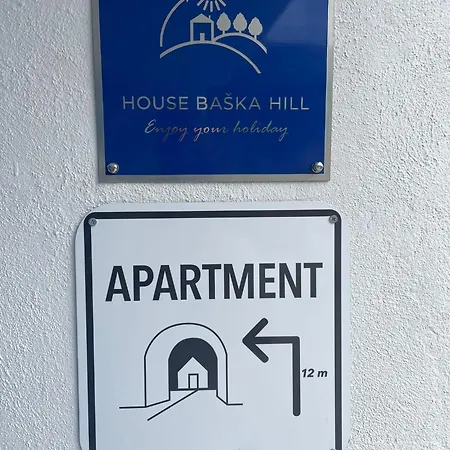 HOUSE BAŠKA HILL
Enjoy your holiday
APARTMENT
12 m